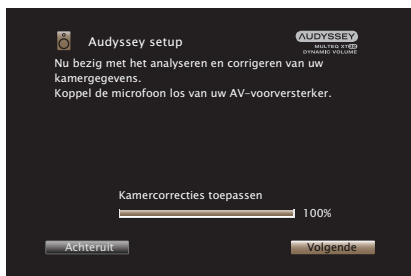 Audyssey setup
AUDYSSEY
MULTEQ XT32
DYNAMIC VOLUME
Nu bezig met het analyseren en corrigeren van uw
kamergegevens.
Koppel de microfoon los van uw AV-voorversterker.
Kamercorrecties toepassen
100%
Achteruit
Volgende